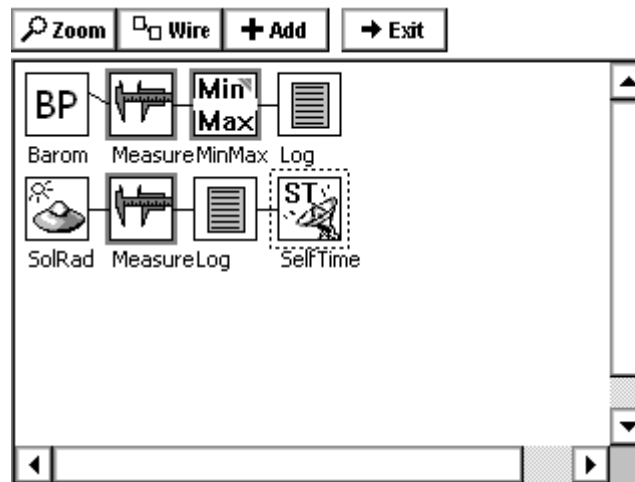 Zoom Wire Add Exit
BP Min
Max
Barom Measure MinMax Log
ST
SolRad Measure Log SelfTime